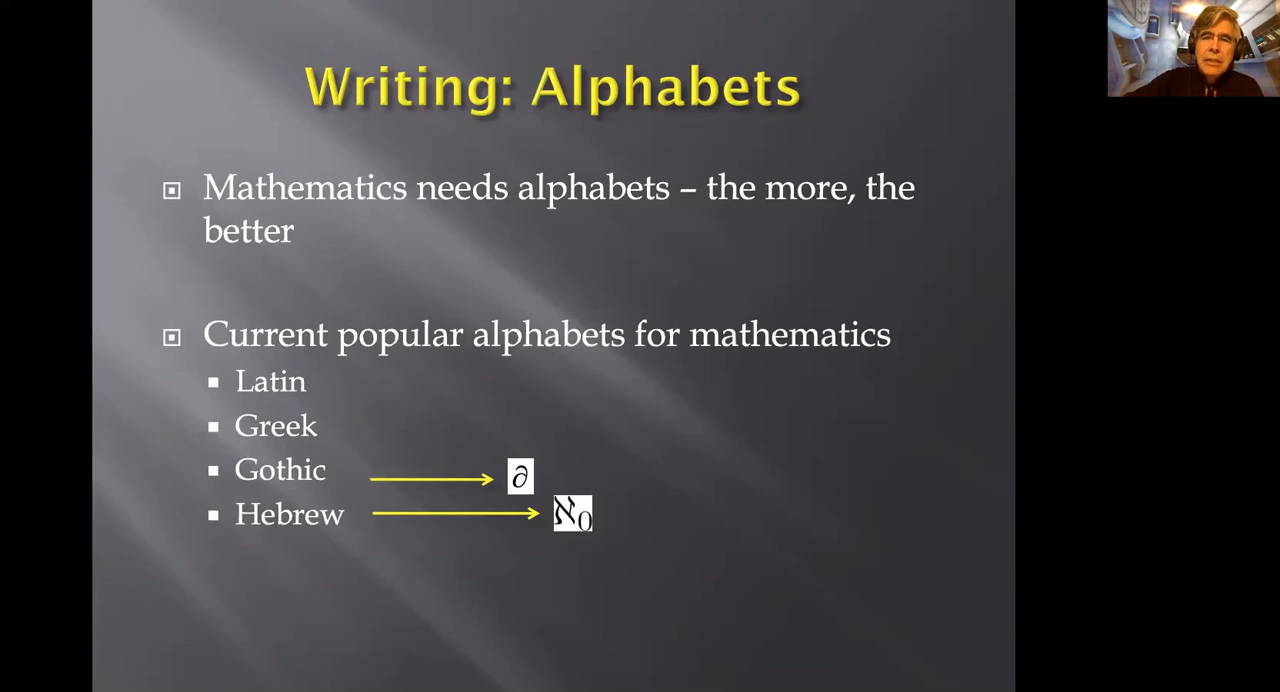 Writing: Alphabets
Mathematics needs alphabets – the more, the
better
Current popular alphabets for mathematics
Latin
Greek
Gothic
∂
Hebrew
ℵ₀